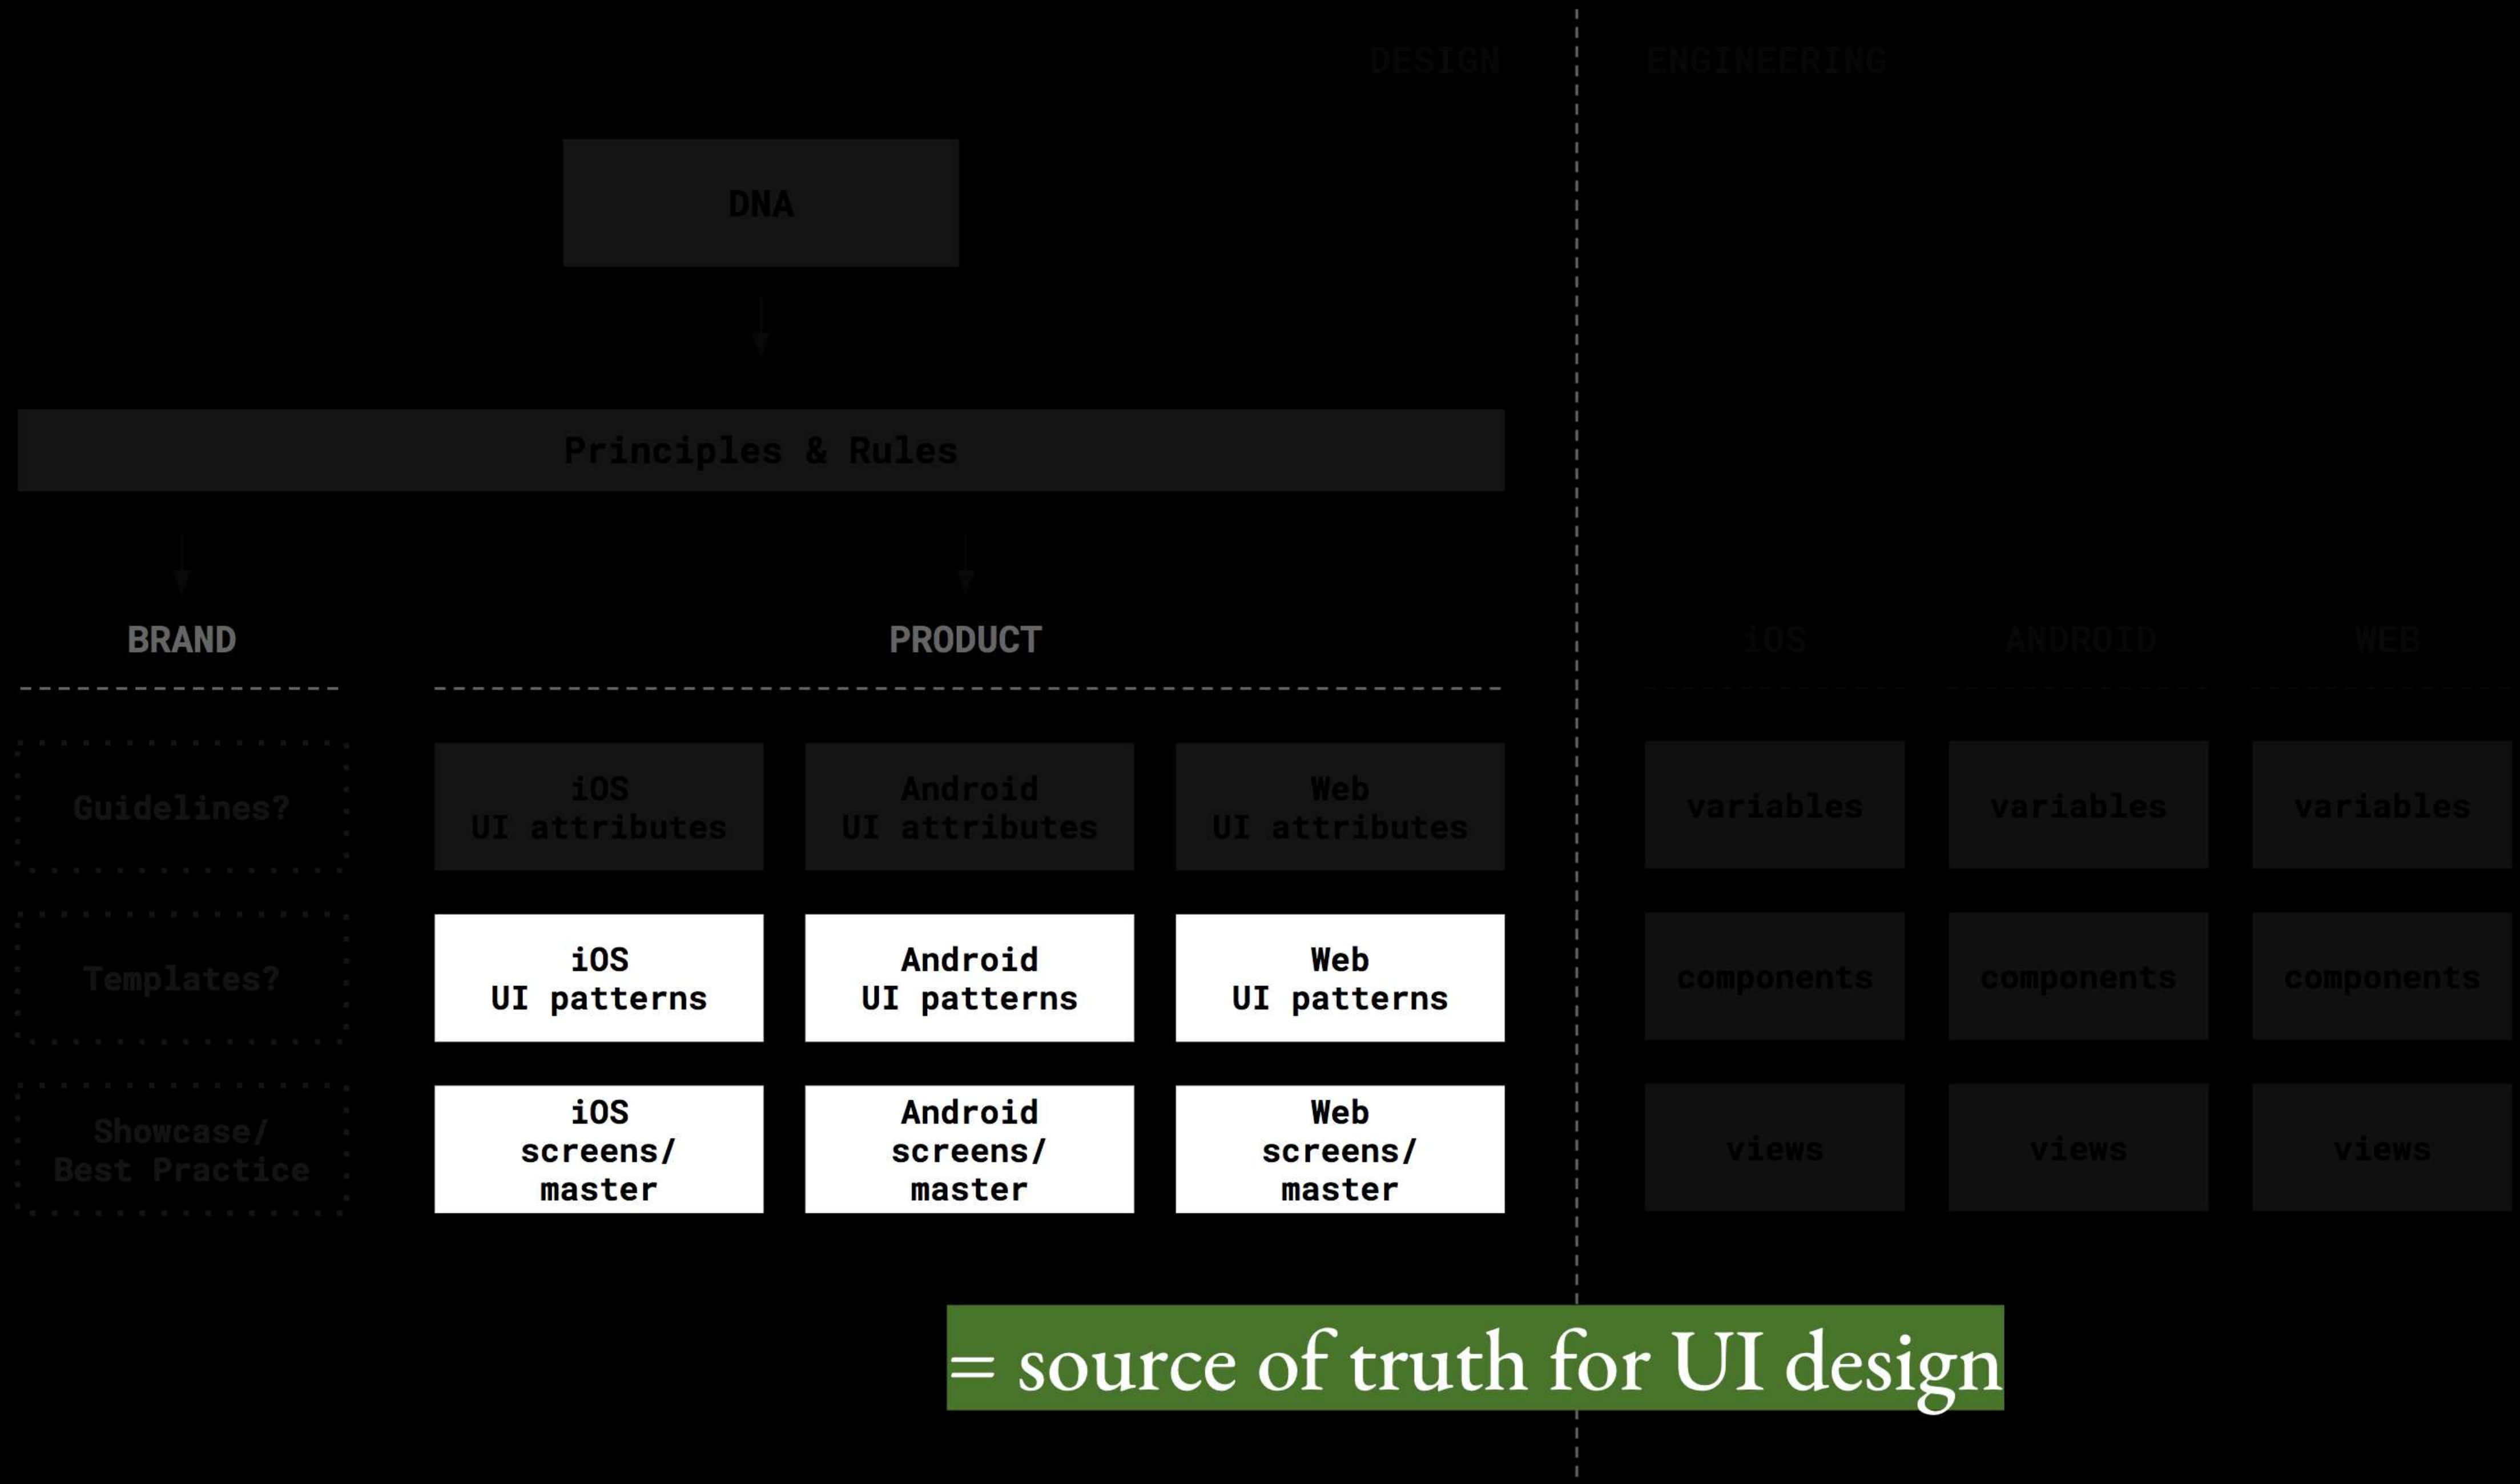 DESIGN
ENGINEERING
DNA
Principles & Rules
BRAND
PRODUCT
iOS
ANDROID
WEB
Guidelines?
iOS
UI attributes
Android
UI attributes
Web
UI attributes
variables
variables
variables
Templates?
iOS
UI patterns
Android
UI patterns
Web
UI patterns
components
components
components
Showcase/
Best Practice
iOS
screens/
master
Android
screens/
master
Web
screens/
master
views
views
views
= source of truth for UI design